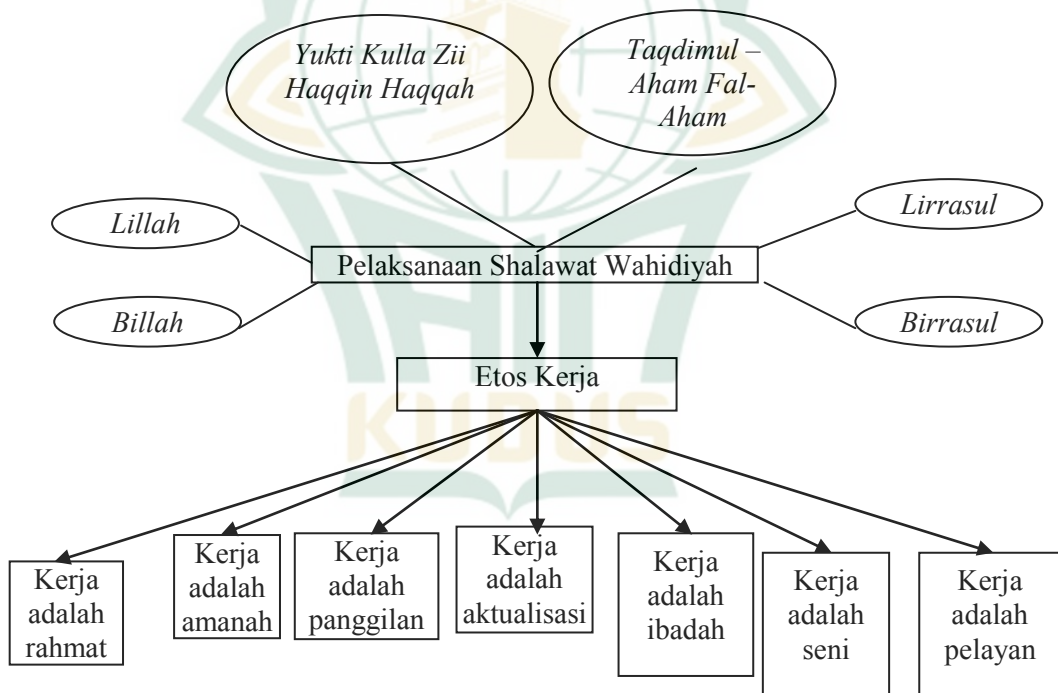 Yukti Kulla Zii
Haqqin Haqqah
Taqdimul –
Aham Fal-
Aham
Lillah
Lirrasul
Pelaksanaan Shalawat Wahidiyah
Billah
Birrasul
Etos Kerja
KUDUS
Kerja
adalah
rahmat
Kerja
adalah
amanah
Kerja
adalah
panggilan
Kerja
adalah
aktualisasi
Kerja
adalah
ibadah
Kerja
adalah
seni
Kerja
adalah
pelayan